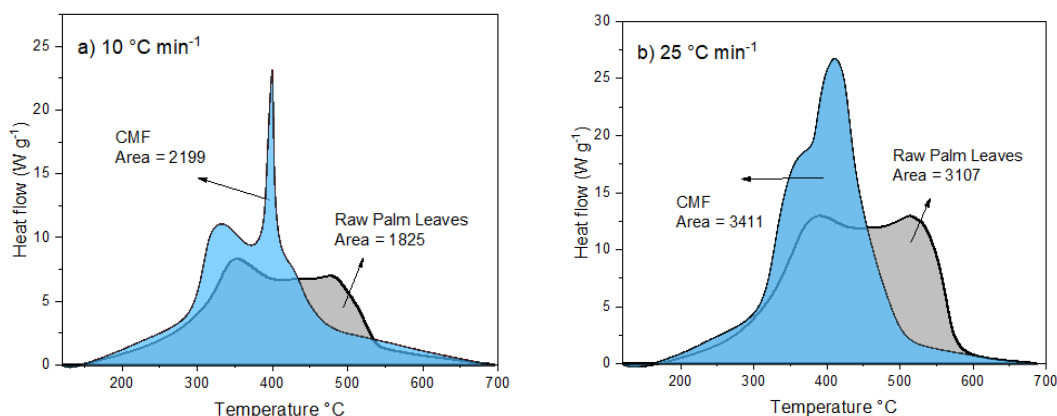 a) 10 °C min⁻¹
25
20
15
10
5
0
Heat flow (W g⁻¹)
CMF
Area = 2199
Raw Palm Leaves
Area = 1825
200
300
400
500
600
700
Temperature °C
b) 25 °C min⁻¹
30
25
20
15
10
5
0
Heat flow (W g⁻¹)
CMF
Area = 3411
Raw Palm Leaves
Area = 3107
200
300
400
500
600
700
Temperature °C